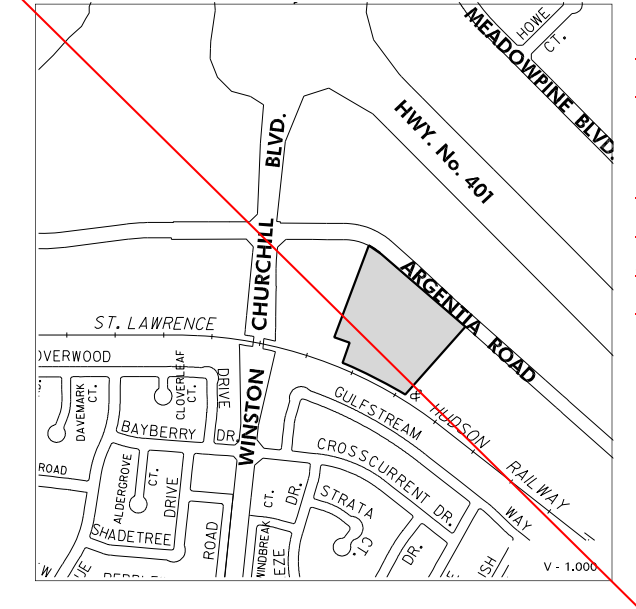 HOWE
CT.
MEADOWPINE BLVD.
HWY. No. 401
BLVD.
CHURCHILL
WINSTON
ARGENTIA ROAD
ST. LAWRENCE
& HUDSON RAILWAY
OVERWOOD
DRIVE
CLOVERLEAF
CT.
DAVEMARK
CT.
BAYBERRY DR.
GULFSTREAM
WAY
CROSSCURRENT DR.
ROAD
ALDERGROVE
CT.
DRIVE
SHADETREE
ROAD
WINDBREAK
CT.
DR.
EZE
STRATA
CT.
DR.
SH
W
UE
V - 1.000